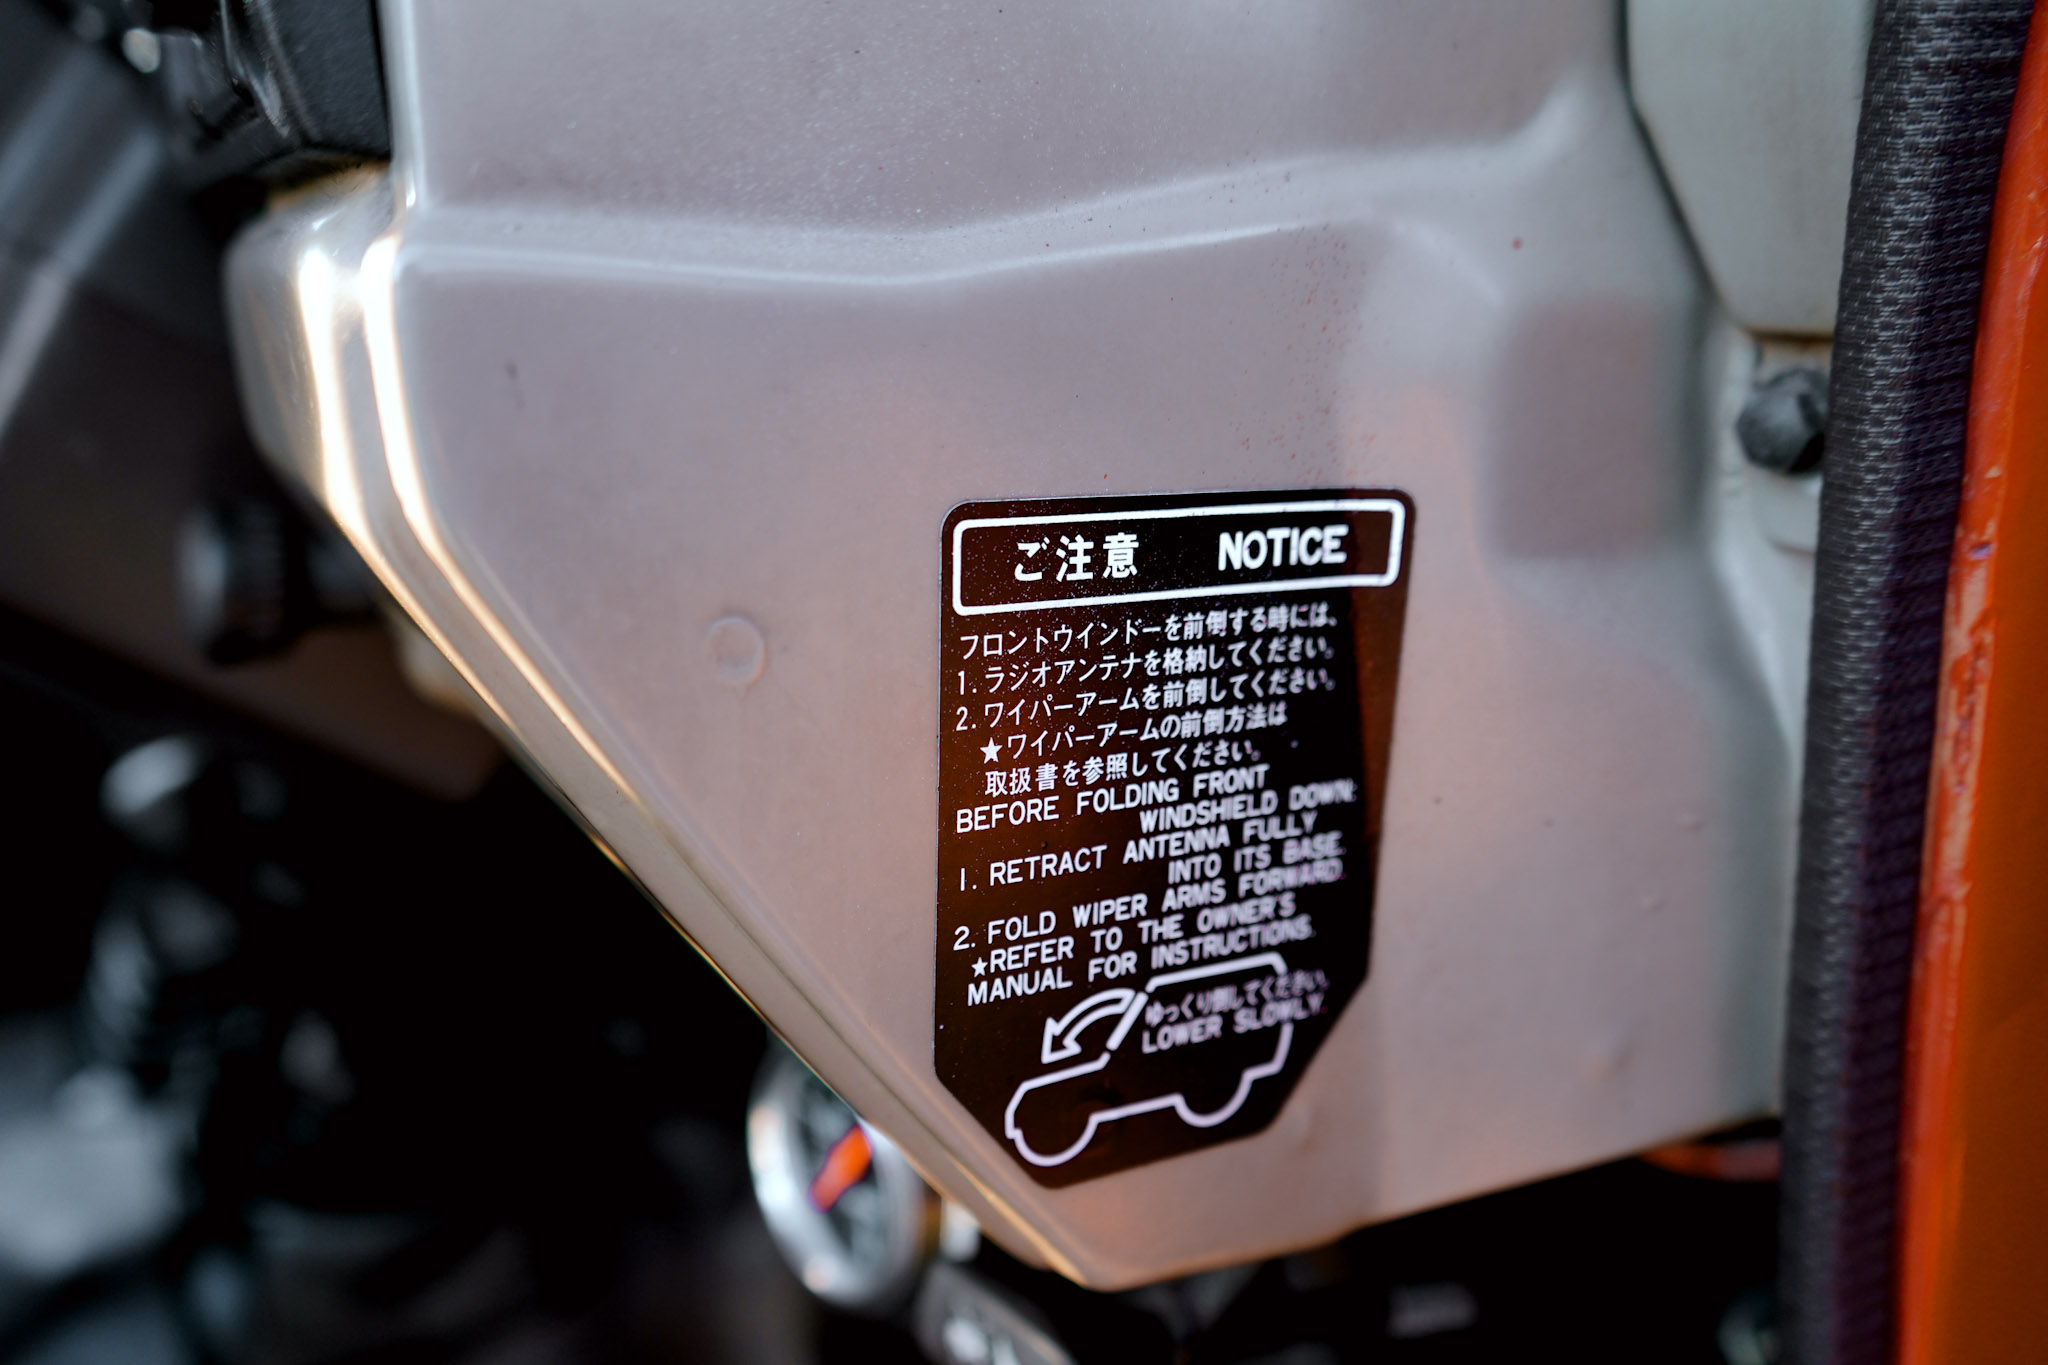 ご注意 NOTICE
フロントウインドーを前倒する時には、
1. ラジオアンテナを格納してください。
2. ワイパーアームを前倒してください。
★ワイパーアームの前倒方法は
取扱書を参照してください。
BEFORE FOLDING FRONT
WINDSHIELD DOWN:
1. RETRACT ANTENNA FULLY
INTO ITS BASE.
2. FOLD WIPER ARMS FORWARD.
★REFER TO THE OWNER'S
MANUAL FOR INSTRUCTIONS.
ゆっくり倒してください。
LOWER SLOWLY.